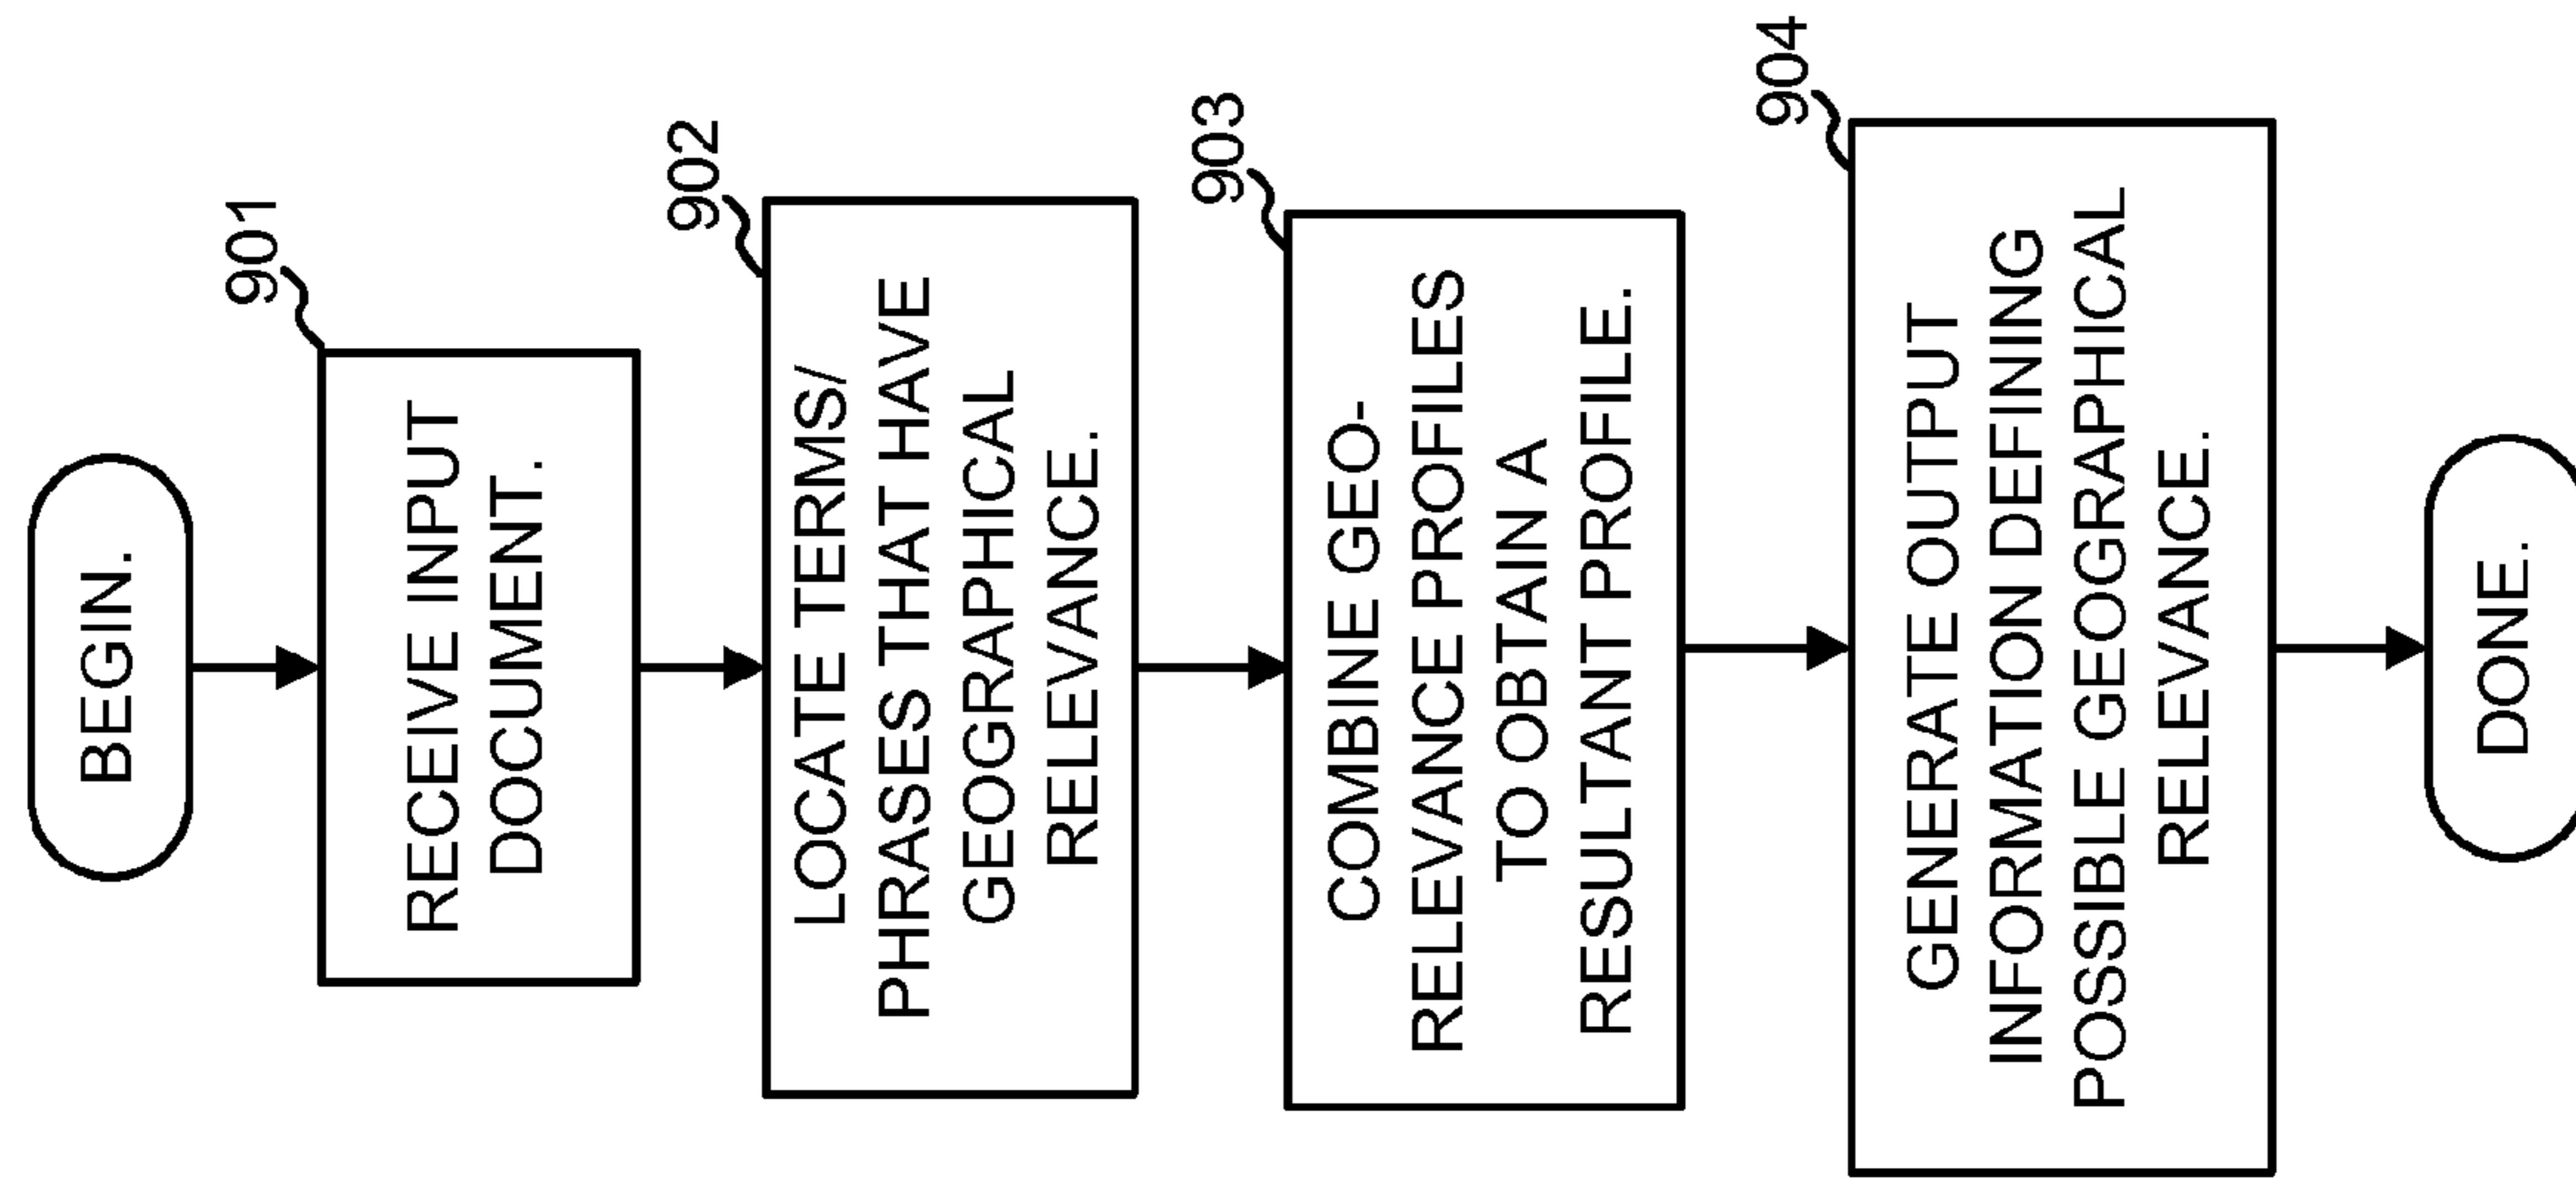 BEGIN.
901
RECEIVE INPUT
DOCUMENT.
902
LOCATE TERMS/
PHRASES THAT HAVE
GEOGRAPHICAL
RELEVANCE.
903
COMBINE GEO-
RELEVANCE PROFILES
TO OBTAIN A
RESULTANT PROFILE.
904
GENERATE OUTPUT
INFORMATION DEFINING
POSSIBLE GEOGRAPHICAL
RELEVANCE.
DONE.